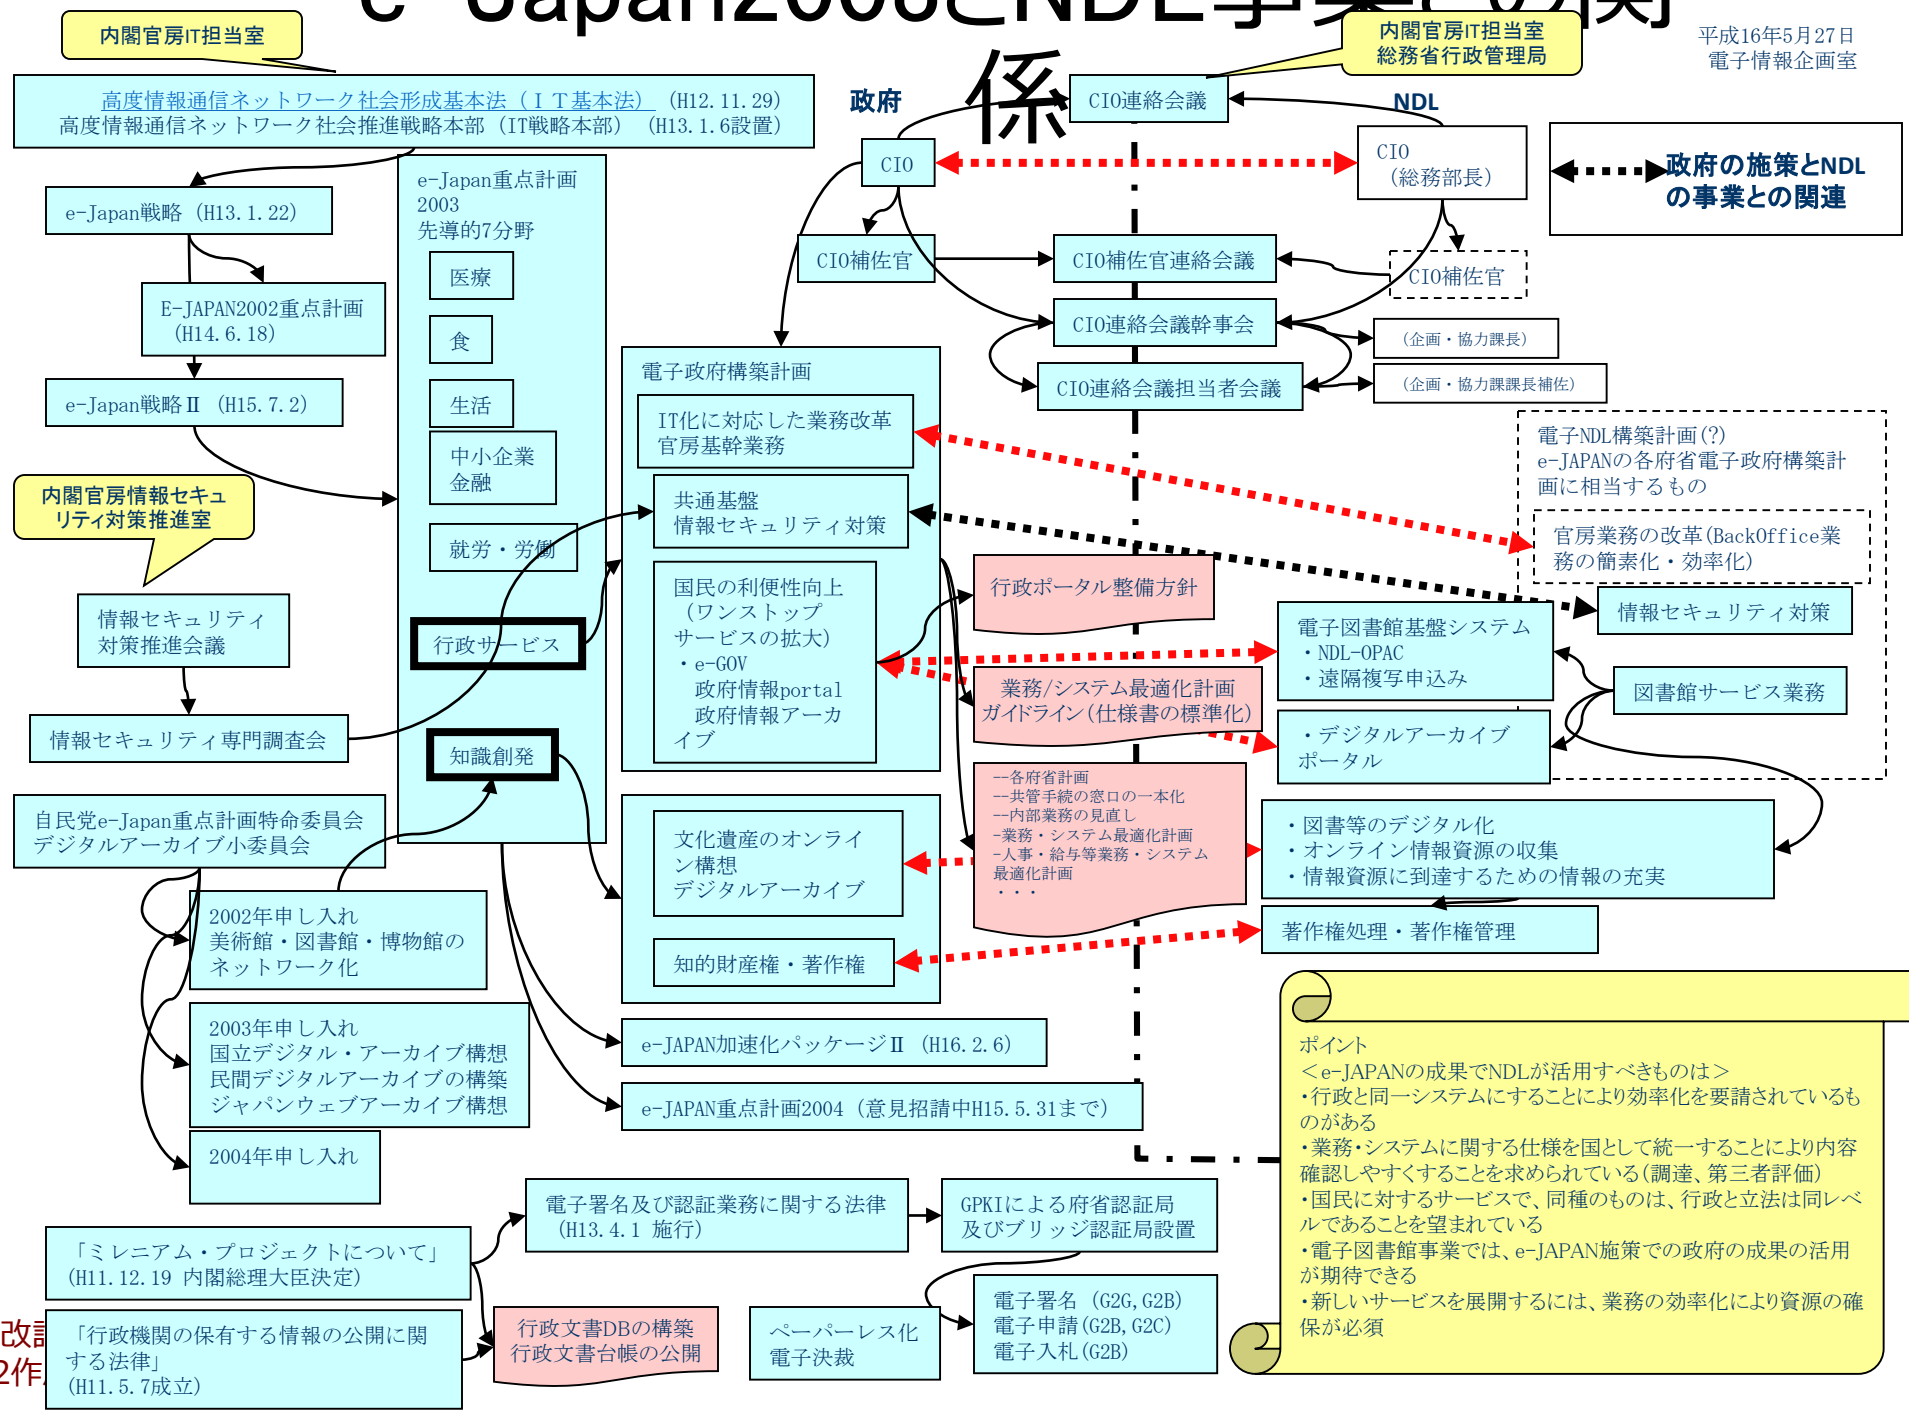 e-Japan2003とNDL事業との関
係
平成16年5月27日
電子情報企画室
内閣官房IT担当室
内閣官房IT担当室
総務省行政管理局
高度情報通信ネットワーク社会形成基本法（ＩＴ基本法）(H12.11.29)
高度情報通信ネットワーク社会推進戦略本部（IT戦略本部）(H13.1.6設置)
e-Japan戦略（H13.1.22)
E-JAPAN2002重点計画
（H14.6.18)
e-Japan戦略Ⅱ（H15.7.2)
内閣官房情報セキュ
リティ対策推進室
情報セキュリティ
対策推進会議
情報セキュリティ専門調査会
自民党e-Japan重点計画特命委員会
デジタルアーカイブ小委員会
2002年申し入れ
美術館・図書館・博物館の
ネットワーク化
2003年申し入れ
国立デジタル・アーカイブ構想
民間デジタルアーカイブの構築
ジャパンウェブアーカイブ構想
2004年申し入れ
e-Japan重点計画
2003
先導的7分野
医療
食
生活
中小企業
金融
就労・労働
行政サービス
知識創発
政府
NDL
CIO連絡会議
CIO
CIO
（総務部長）
政府の施策とNDL
の事業との関連
CIO補佐官
CIO補佐官連絡会議
CIO補佐官
CIO連絡会議幹事会
（企画・協力課長）
CIO連絡会議担当者会議
（企画・協力課課長補佐）
電子政府構築計画
IT化に対応した業務改革
官房基幹業務
共通基盤
情報セキュリティ対策
国民の利便性向上
（ワンストップ
サービスの拡大）
・e-GOV
政府情報portal
政府情報アーカ
イブ
文化遺産のオンライ
ン構想
デジタルアーカイブ
知的財産権・著作権
e-JAPAN加速化パッケージⅡ（H16.2.6)
e-JAPAN重点計画2004（意見招請中H15.5.31まで）
行政ポータル整備方針
業務/システム最適化計画
ガイドライン（仕様書の標準化）
--各府省計画
--共管手続の窓口の一本化
--内部業務の見直し
-業務・システム最適化計画
-人事・給与等業務・システム
最適化計画
・・・
電子NDL構築計画(?)
e-JAPANの各府省電子政府構築計
画に相当するもの
官房業務の改革(BackOffice業
務の簡素化・効率化)
情報セキュリティ対策
電子図書館基盤システム
・NDL-OPAC
・遠隔複写申込み
図書館サービス業務
・デジタルアーカイブ
ポータル
・図書等のデジタル化
・オンライン情報資源の収集
・情報資源に到達するための情報の充実
著作権処理・著作権管理
ポイント
＜e-JAPANの成果でNDLが活用すべきものは＞
・行政と同一システムにすることにより効率化を要請されているも
のがある
・業務・システムに関する仕様を国として統一することにより内容
確認しやすくすることを求められている（調達、第三者評価）
・国民に対するサービスで、同種のものは、行政と立法は同レベ
ルであることを望まれている
・電子図書館事業では、e-JAPAN施策での政府の成果の活用
が期待できる
・新しいサービスを展開するには、業務の効率化により資源の確
保が必須
電子署名及び認証業務に関する法律
（H13.4.1 施行）
GPKIによる府省認証局
及びブリッジ認証局設置
「ミレニアム・プロジェクトについて」
(H11.12.19 内閣総理大臣決定)
「行政機関の保有する情報の公開に関
する法律」
(H11.5.7成立)
行政文書DBの構築
行政文書台帳の公開
ペーパーレス化
電子決裁
電子署名（G2G,G2B)
電子申請(G2B,G2C)
電子入札(G2B)
改訂
2作